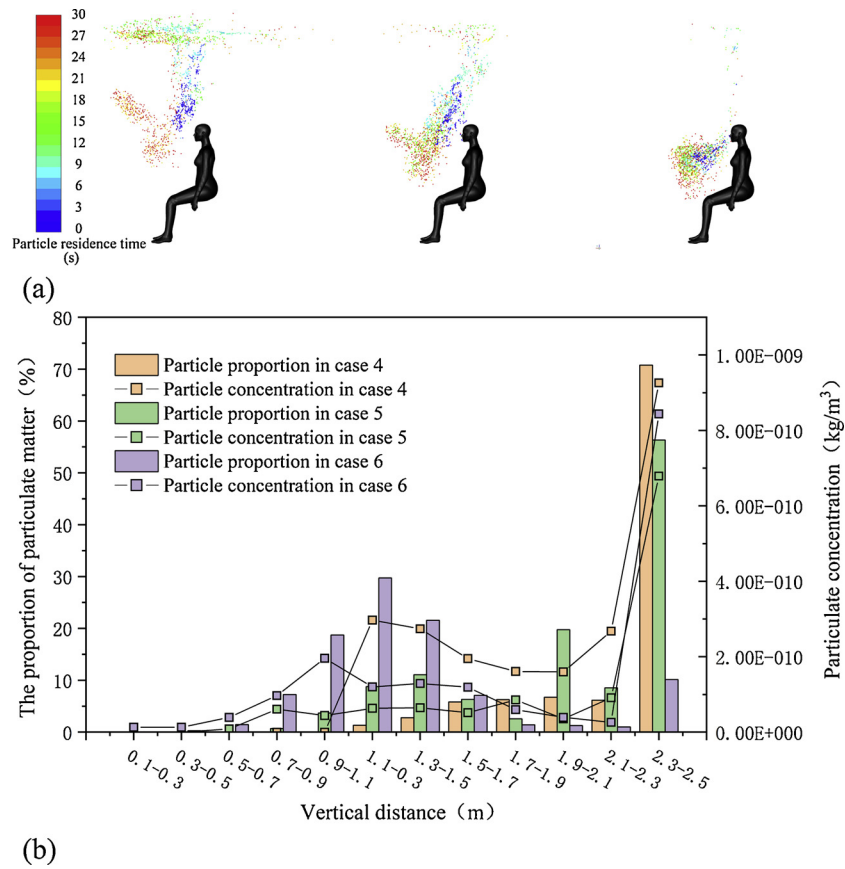 30
27
24
21
18
15
12
9
6
3
0
Particle residence time
(s)
(a)
80
70
60
50
40
30
20
10
0
The proportion of particulate matter (%)
Particle proportion in case 4
Particle concentration in case 4
Particle proportion in case 5
Particle concentration in case 5
Particle proportion in case 6
Particle concentration in case 6
1.00E-009
8.00E-010
6.00E-010
4.00E-010
2.00E-010
0.00E+000
Particulate concentration (kg/m³)
0.1-0.3
0.3-0.5
0.5-0.7
0.7-0.9
0.9-1.1
1.1-0.3
1.3-1.5
1.5-1.7
1.7-1.9
1.9-2.1
2.1-2.3
2.3-2.5
Vertical distance (m)
(b)